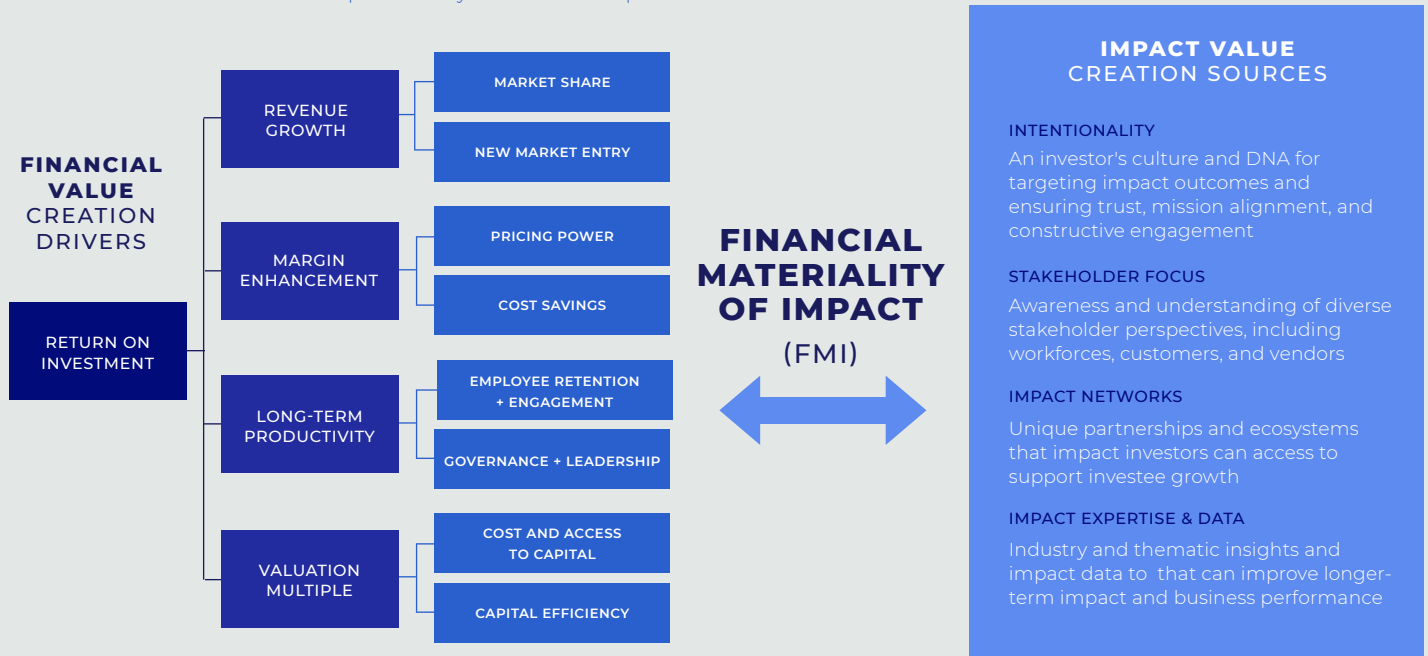 FINANCIAL
VALUE
CREATION
DRIVERS
RETURN ON
INVESTMENT
REVENUE
GROWTH
MARKET SHARE
NEW MARKET ENTRY
MARGIN
ENHANCEMENT
PRICING POWER
COST SAVINGS
LONG-TERM
PRODUCTIVITY
EMPLOYEE RETENTION
+ ENGAGEMENT
GOVERNANCE + LEADERSHIP
VALUATION
MULTIPLE
COST AND ACCESS
TO CAPITAL
CAPITAL EFFICIENCY
FINANCIAL
MATERIALITY
OF IMPACT
(FMI)
IMPACT VALUE
CREATION SOURCES
INTENTIONALITY
An investor's culture and DNA for
targeting impact outcomes and
ensuring trust, mission alignment, and
constructive engagement
STAKEHOLDER FOCUS
Awareness and understanding of diverse
stakeholder perspectives, including
workforces, customers, and vendors
IMPACT NETWORKS
Unique partnerships and ecosystems
that impact investors can access to
support investee growth
IMPACT EXPERTISE & DATA
Industry and thematic insights and
impact data to  that can improve longer-
term impact and business performance